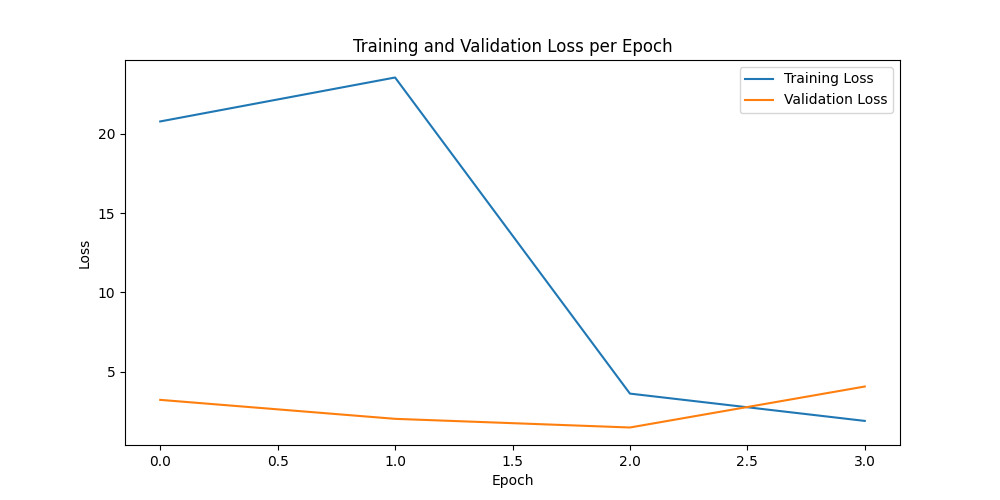 Training and Validation Loss per Epoch
Training Loss
Validation Loss
20
15
10
5
Loss
0.0 0.5 1.0 1.5 2.0 2.5 3.0
Epoch